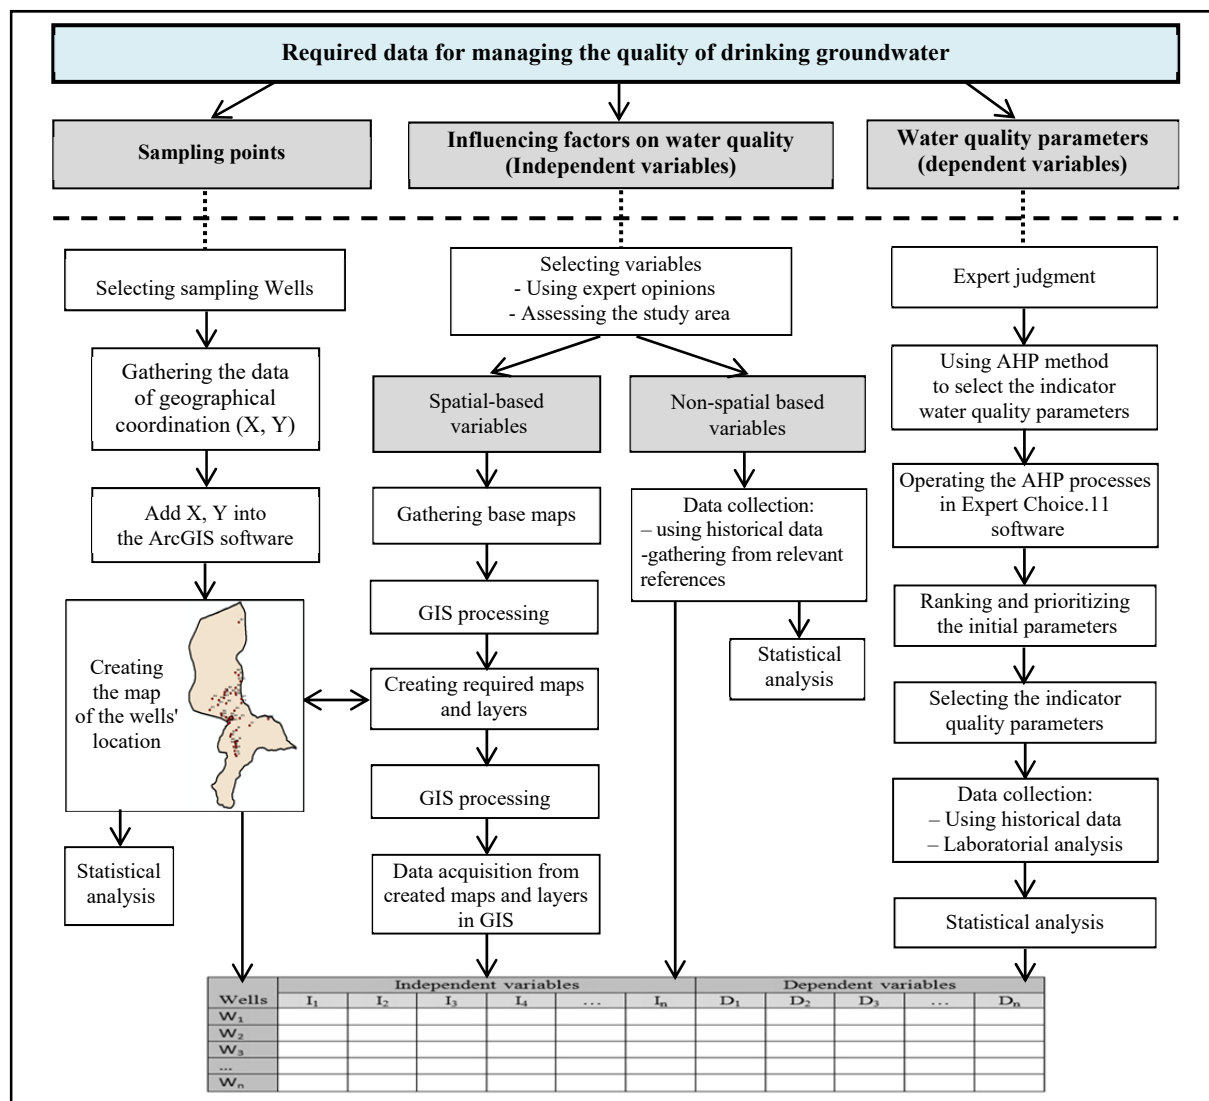 Required data for managing the quality of drinking groundwater
Sampling points
Influencing factors on water quality
(Independent variables)
Water quality parameters
(dependent variables)
Selecting sampling Wells
Gathering the data
of geographical
coordination (X, Y)
Add X, Y into
the ArcGIS software
Creating
the map
of the wells'
location
Statistical
analysis
Selecting variables
- Using expert opinions
- Assessing the study area
Spatial-based
variables
Gathering base maps
GIS processing
Creating required maps
and layers
GIS processing
Data acquisition from
created maps and layers
in GIS
Non-spatial based
variables
Data collection:
– using historical data
-gathering from relevant
references
Statistical
analysis
Expert judgment
Using AHP method
to select the indicator
water quality parameters
Operating the AHP processes
in Expert Choice.11
software
Ranking and prioritizing
the initial parameters
Selecting the indicator
quality parameters
Data collection:
– Using historical data
– Laboratorial analysis
Statistical analysis
Independent variables Dependent variables
Wells I₁ I₂ I₃ I₄ ... Iₙ D₁ D₂ D₃ ... Dₙ
W₁
W₂
W₃
...
Wₙ